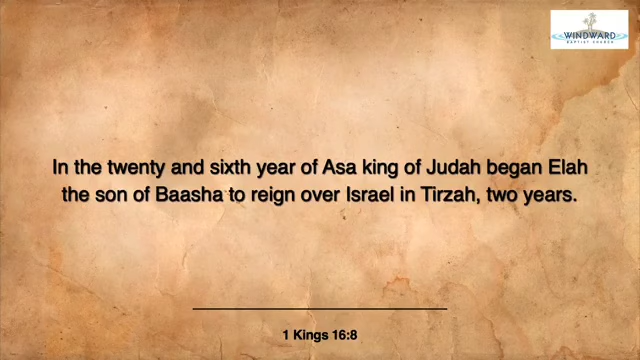 WINDWARD
BAPTIST CHURCH
In the twenty and sixth year of Asa king of Judah began Elah
the son of Baasha to reign over Israel in Tirzah, two years.
1 Kings 16:8